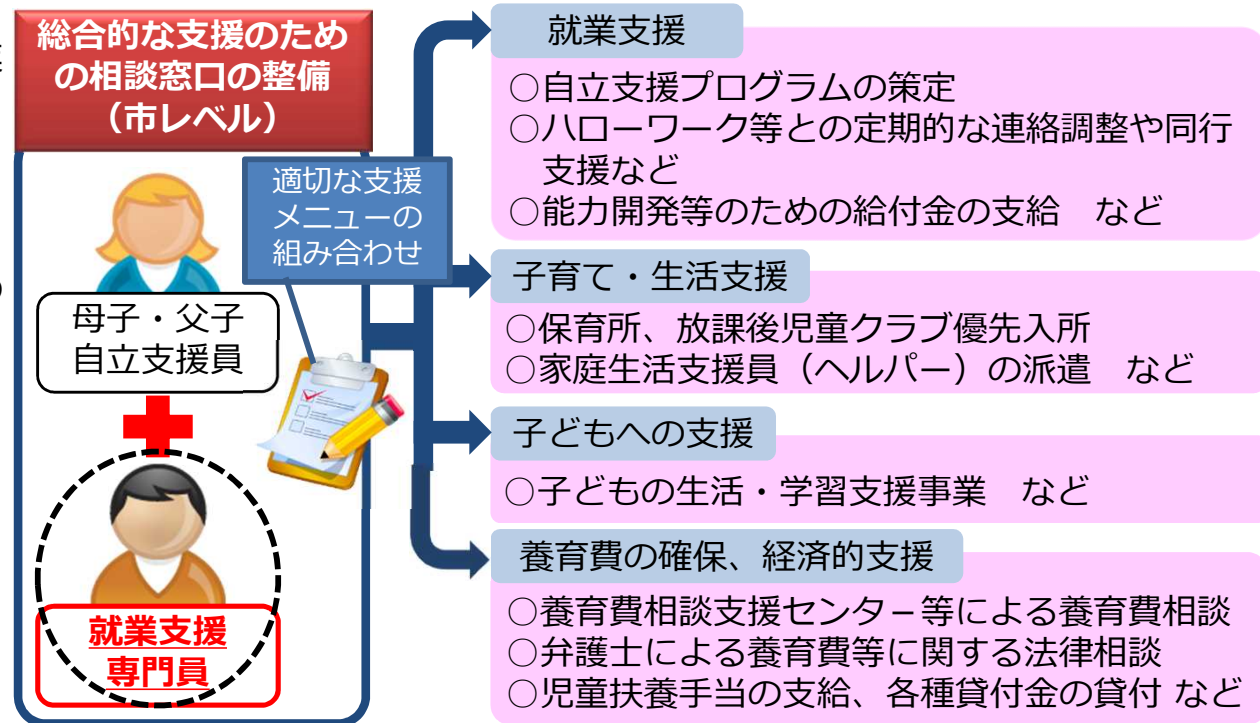 総合的な支援のため
の相談窓口の整備
（市レベル）
適切な支援
メニューの
組み合わせ
母子・父子
自立支援員
就業支援
専門員
就業支援
○自立支援プログラムの策定
○ハローワーク等との定期的な連絡調整や同行
支援など
○能力開発等のための給付金の支給　など
子育て・生活支援
○保育所、放課後児童クラブ優先入所
○家庭生活支援員（ヘルパー）の派遣　など
子どもへの支援
○子どもの生活・学習支援事業　など
養育費の確保、経済的支援
○養育費相談支援センター等による養育費相談
○弁護士による養育費等に関する法律相談
○児童扶養手当の支給、各種貸付金の貸付 など